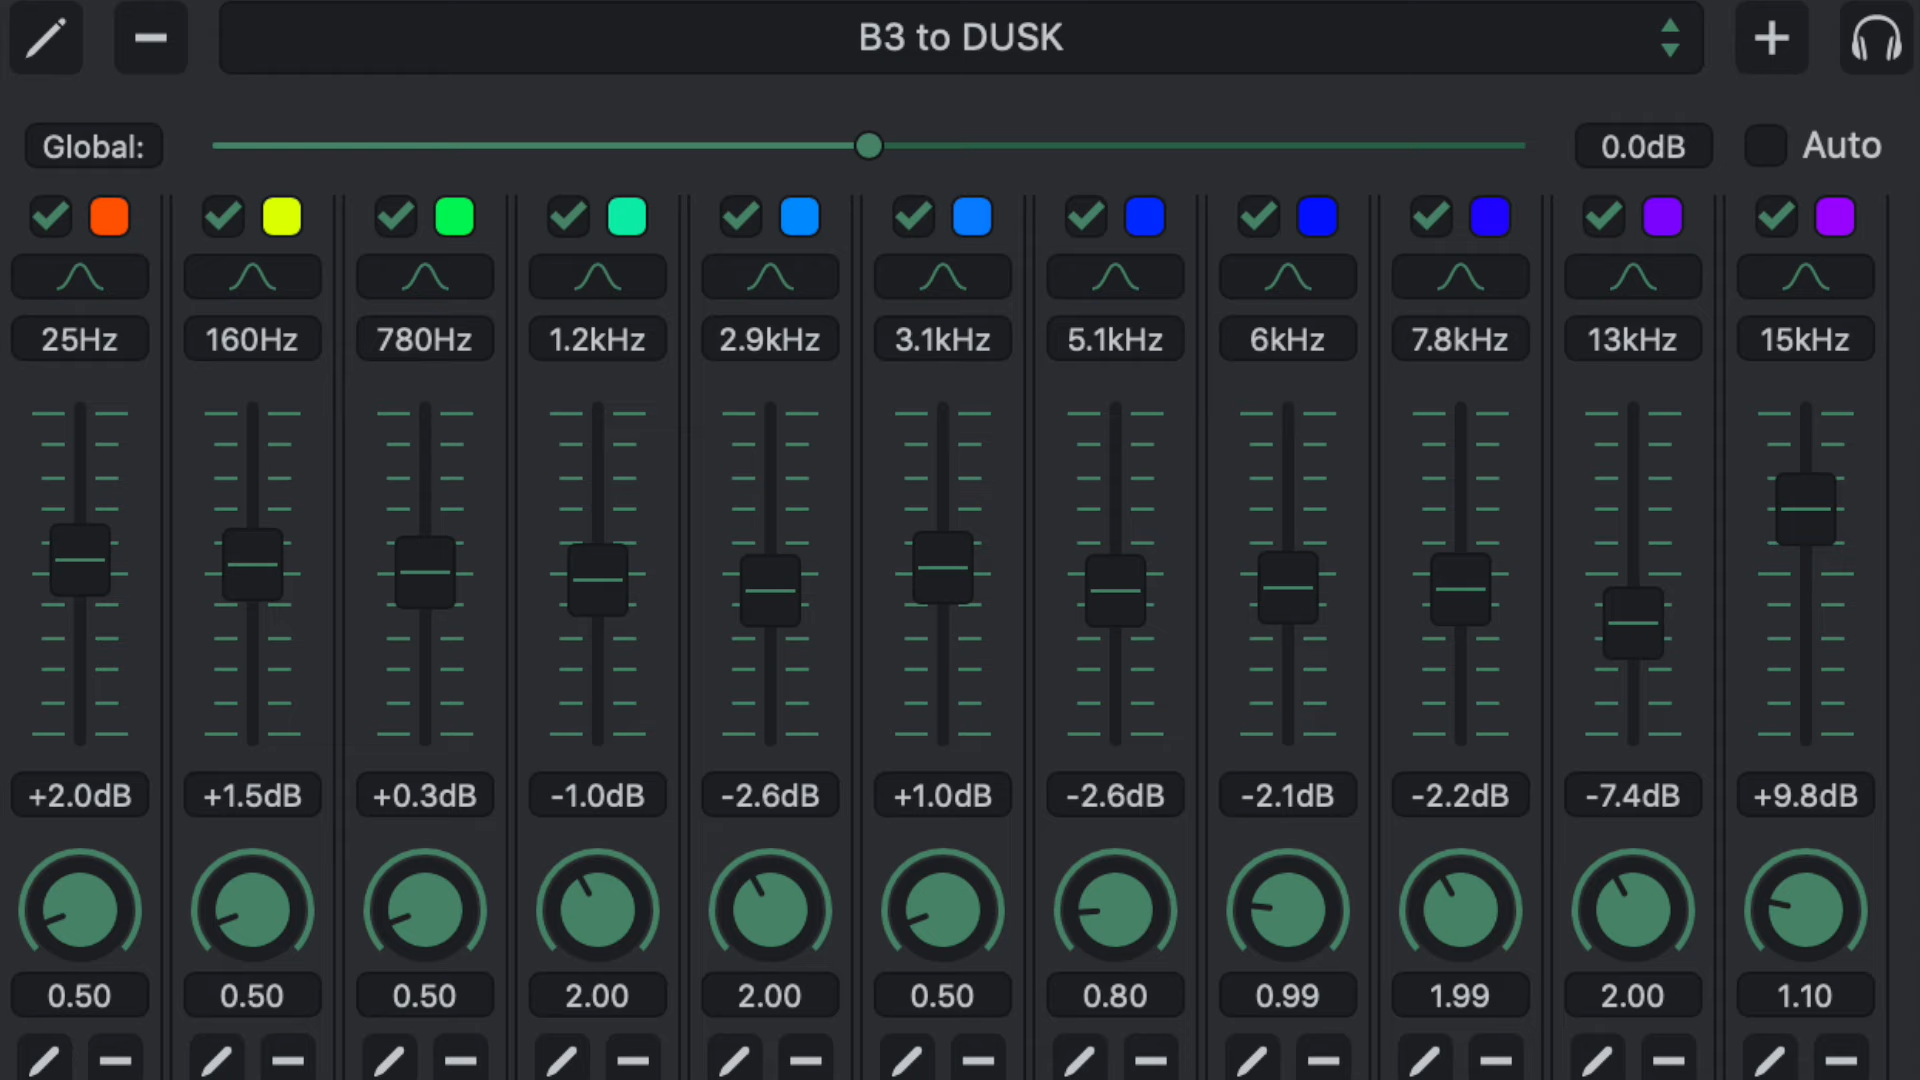 B3 to DUSK
Global: 0.0dB Auto
25Hz 160Hz 780Hz 1.2kHz 2.9kHz 3.1kHz 5.1kHz 6kHz 7.8kHz 13kHz 15kHz
+2.0dB +1.5dB +0.3dB -1.0dB -2.6dB +1.0dB -2.6dB -2.1dB -2.2dB -7.4dB +9.8dB
0.50 0.50 0.50 2.00 2.00 0.50 0.80 0.99 1.99 2.00 1.10